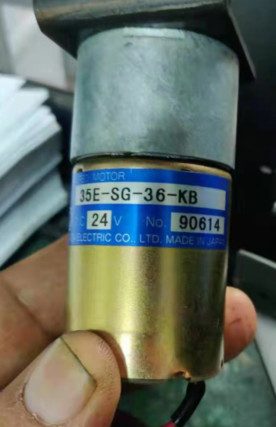 MOTOR
35E-SG-36-KB
24 V No. 90614
ELECTRIC CO., LTD. MADE IN JAPAN